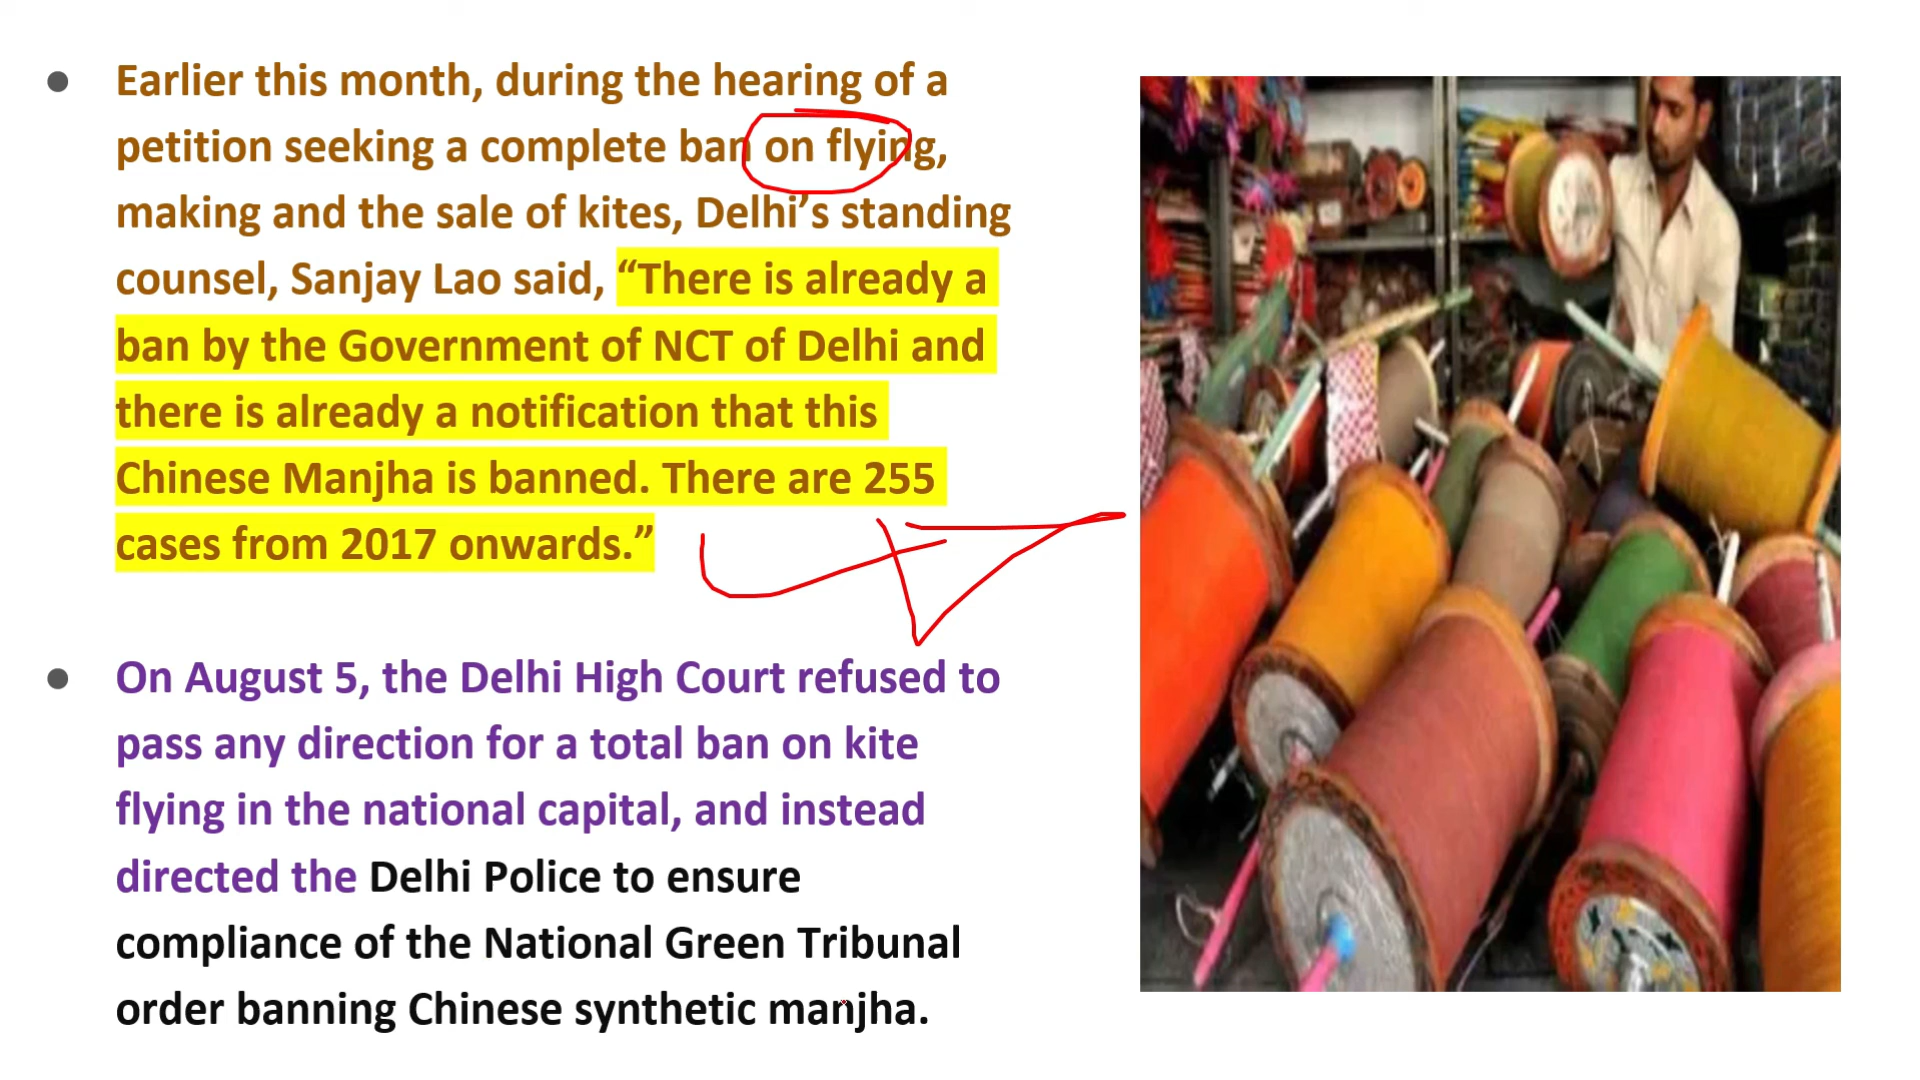 Earlier this month, during the hearing of a
petition seeking a complete ban on flying,
making and the sale of kites, Delhi’s standing
counsel, Sanjay Lao said, “There is already a
ban by the Government of NCT of Delhi and
there is already a notification that this
Chinese Manjha is banned. There are 255
cases from 2017 onwards.”
On August 5, the Delhi High Court refused to
pass any direction for a total ban on kite
flying in the national capital, and instead
directed the Delhi Police to ensure
compliance of the National Green Tribunal
order banning Chinese synthetic manjha.